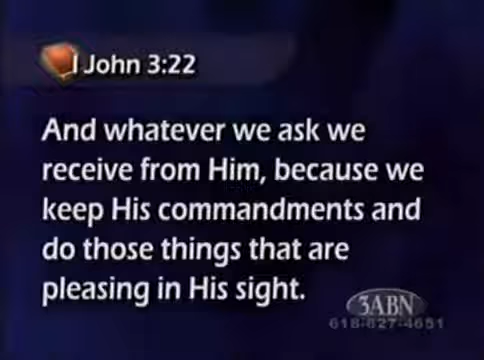 I John 3:22
And whatever we ask we
receive from Him, because we
keep His commandments and
do those things that are
pleasing in His sight.
3ABN
618-627-4651